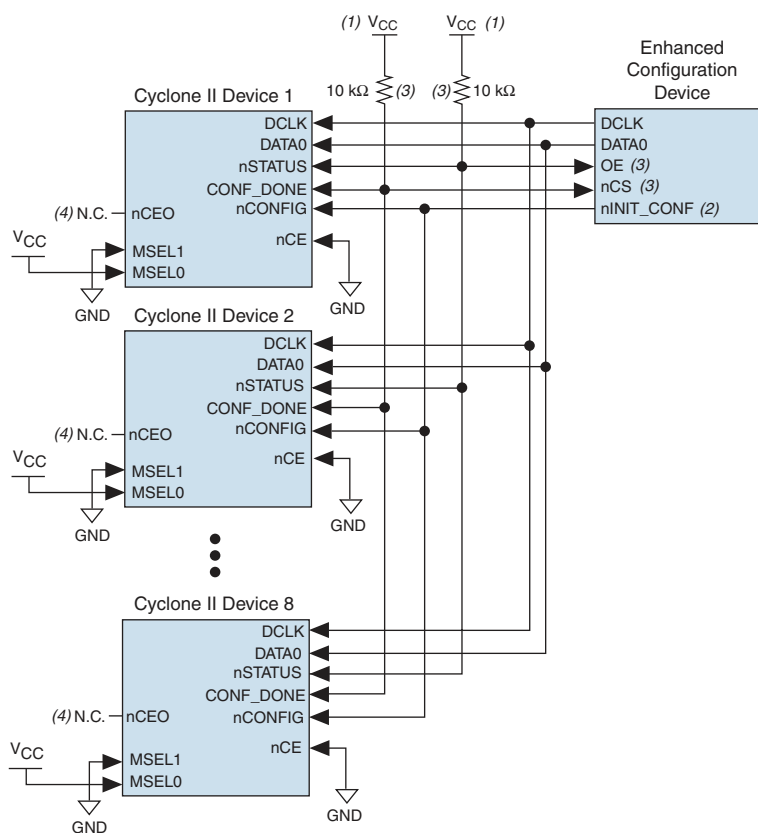 (1) VCC
VCC (1)
10 kΩ (3)
(3) 10 kΩ
Enhanced
Configuration
Device
DCLK
DATA0
OE (3)
nCS (3)
nINIT_CONF (2)
Cyclone II Device 1
DCLK
DATA0
nSTATUS
CONF_DONE
nCONFIG
nCE
(4) N.C.
nCEO
VCC
MSEL1
MSEL0
GND
GND
Cyclone II Device 2
DCLK
DATA0
nSTATUS
CONF_DONE
nCONFIG
nCE
(4) N.C.
nCEO
VCC
MSEL1
MSEL0
GND
GND
Cyclone II Device 8
DCLK
DATA0
nSTATUS
CONF_DONE
nCONFIG
nCE
(4) N.C.
nCEO
VCC
MSEL1
MSEL0
GND
GND